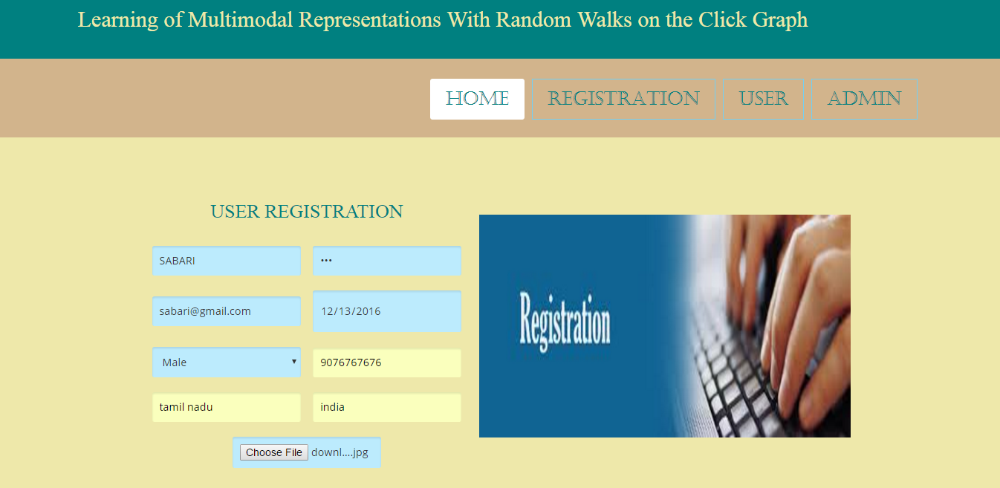 Learning of Multimodal Representations With Random Walks on the Click Graph
HOME REGISTRATION USER ADMIN
USER REGISTRATION
SABARI •••
sabari@gmail.com 12/13/2016
Male 9076767676
tamil nadu india
Choose File downl....jpg
Registration